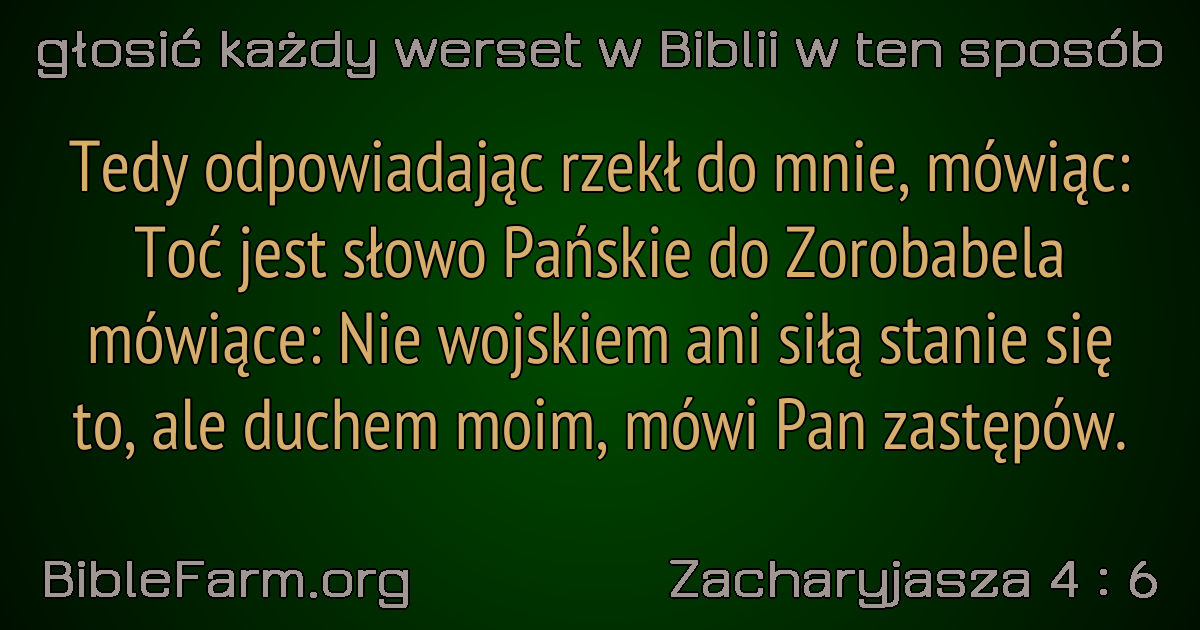 głosić każdy werset w Biblii w ten sposób
Tedy odpowiadając rzekł do mnie, mówiąc:
Toć jest słowo Pańskie do Zorobabela
mówiące: Nie wojskiem ani siłą stanie się
to, ale duchem moim, mówi Pan zastępów.
BibleFarm.org
Zacharyjasza 4 : 6